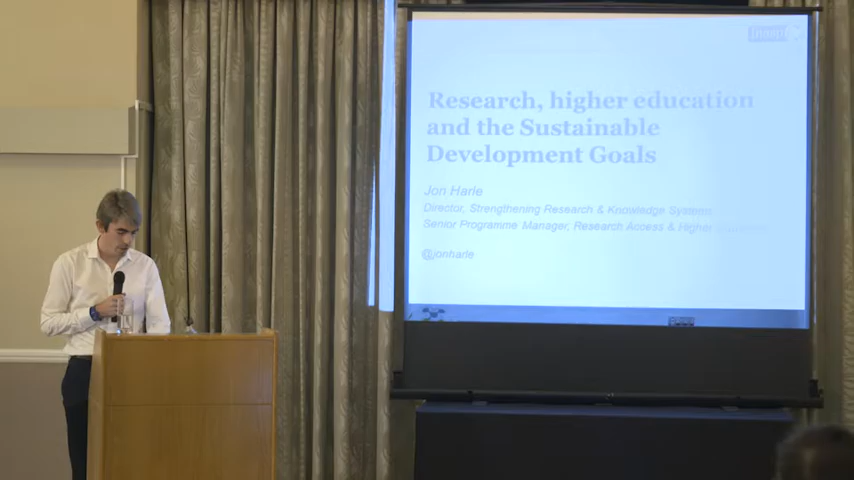 Research, higher education
and the Sustainable
Development Goals
Jon Harle
Director, Strengthening Research & Knowledge Systems
Senior Programme Manager, Research Access & Higher
@jonharle